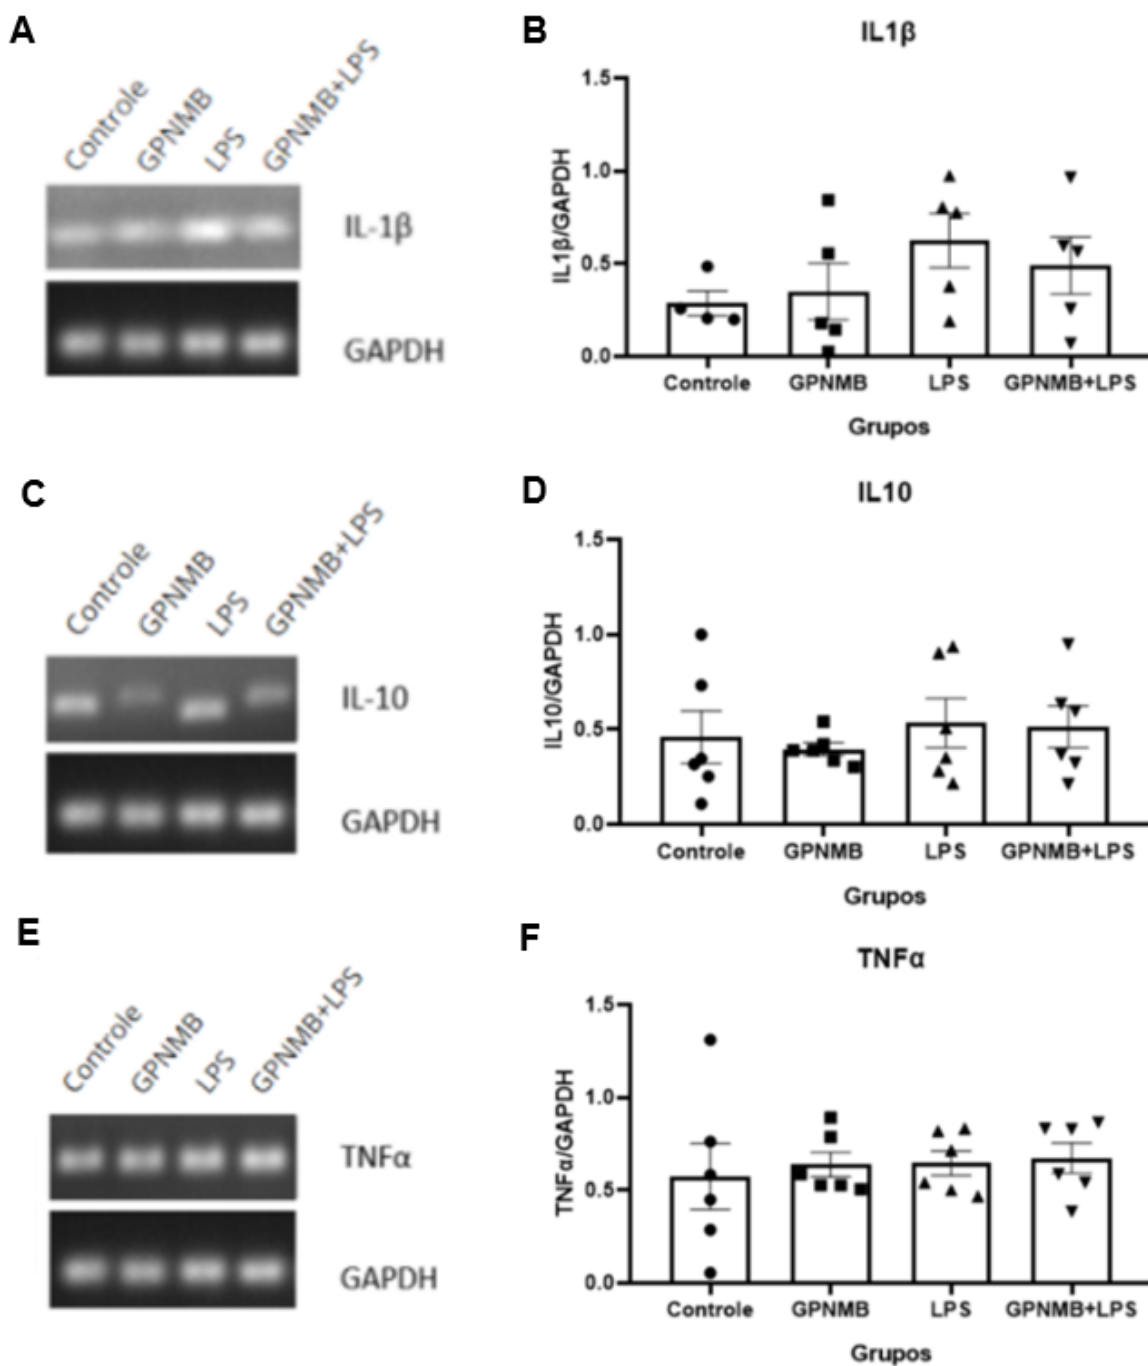 A
Controle
GPNMB
LPS
GPNMB+LPS
IL-1β
GAPDH
B
IL1β
IL1β/GAPDH
1.5
1.0
0.5
0.0
Controle GPNMB LPS GPNMB+LPS
Grupos
C
Controle
GPNMB
LPS
GPNMB+LPS
IL-10
GAPDH
D
IL10
IL10/GAPDH
1.5
1.0
0.5
0.0
Controle GPNMB LPS GPNMB+LPS
Grupos
E
Controle
GPNMB
LPS
GPNMB+LPS
TNFα
GAPDH
F
TNFα
TNFα/GAPDH
1.5
1.0
0.5
0.0
Controle GPNMB LPS GPNMB+LPS
Grupos